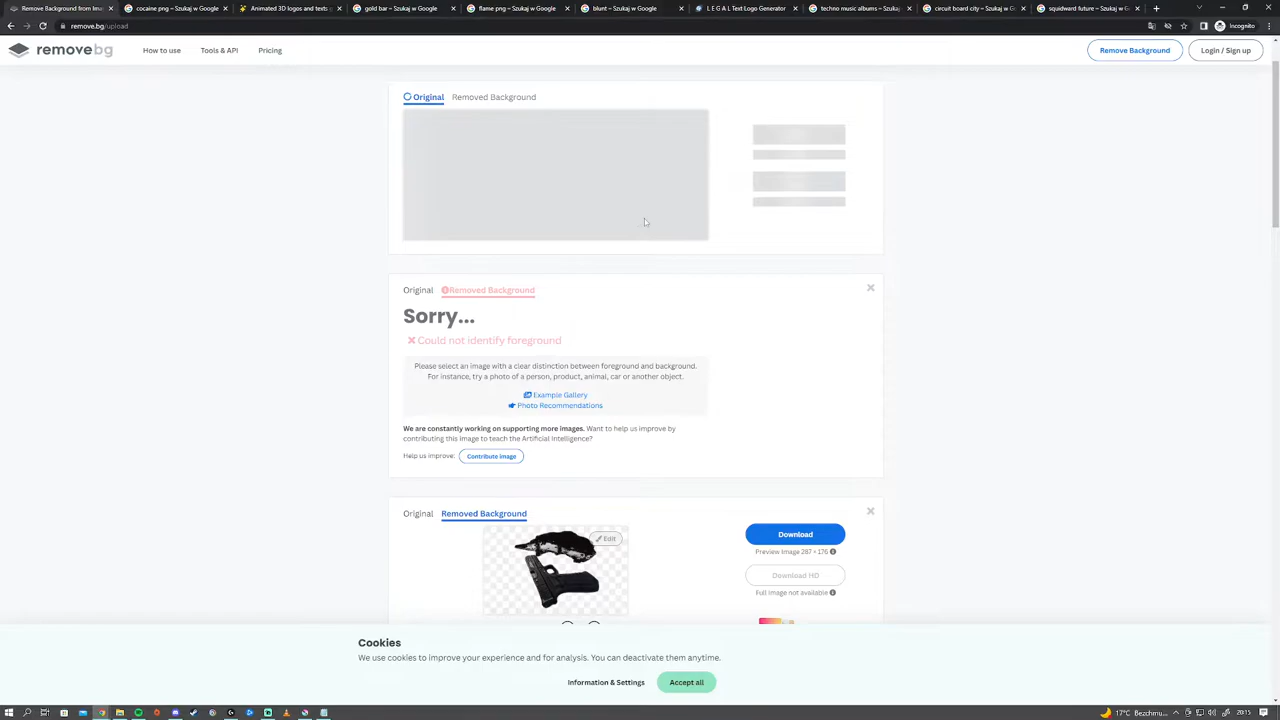 Remove Background from Im
cocaine png – Szukaj w Google
Animated 3D logos and texts
gold bar – Szukaj w Google
flame png – Szukaj w Google
blunt – Szukaj w Google
L E G A L Text Logo Generator
techno music albums – Szukaj w
circuit board city – Szukaj w Go
squidward future – Szukaj w Go
remove.bg/upload
Incognito
removebg
How to use
Tools & API
Pricing
Remove Background
Login / Sign up
Original
Removed Background
Original
Removed Background
Sorry...
Could not identify foreground
Please select an image with a clear distinction between foreground and background.
For instance, try a photo of a person, product, animal, car or another object.
Example Gallery
Photo Recommendations
We are constantly working on supporting more images. Want to help us improve by
contributing this image to teach the Artificial Intelligence?
Help us improve:
Contribute image
Original
Removed Background
Edit
Download
Preview Image 287 × 176
Download HD
Full image not available
Cookies
We use cookies to improve your experience and for analysis. You can deactivate them anytime.
Information & Settings
Accept all
17°C Bezchmu...
20:15